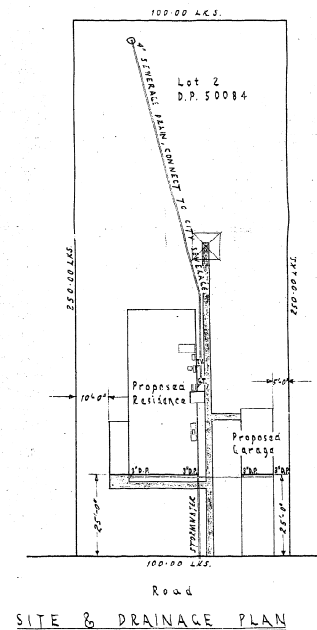 100·00 LKS.
Lot 2
D.P. 50084
4" SEWERAGE DRAIN, CONNECT TO CITY SEWERAGE
250·00 LKS.
250·00 LKS.
10'-0"
Proposed
Residence
5'-0"
Proposed
Garage
3" D.P.
3" D.P.
3" D.P.
3" D.P.
25'-0"
STORMWATER
25'-0"
100·00 LKS.
Road
SITE & DRAINAGE PLAN